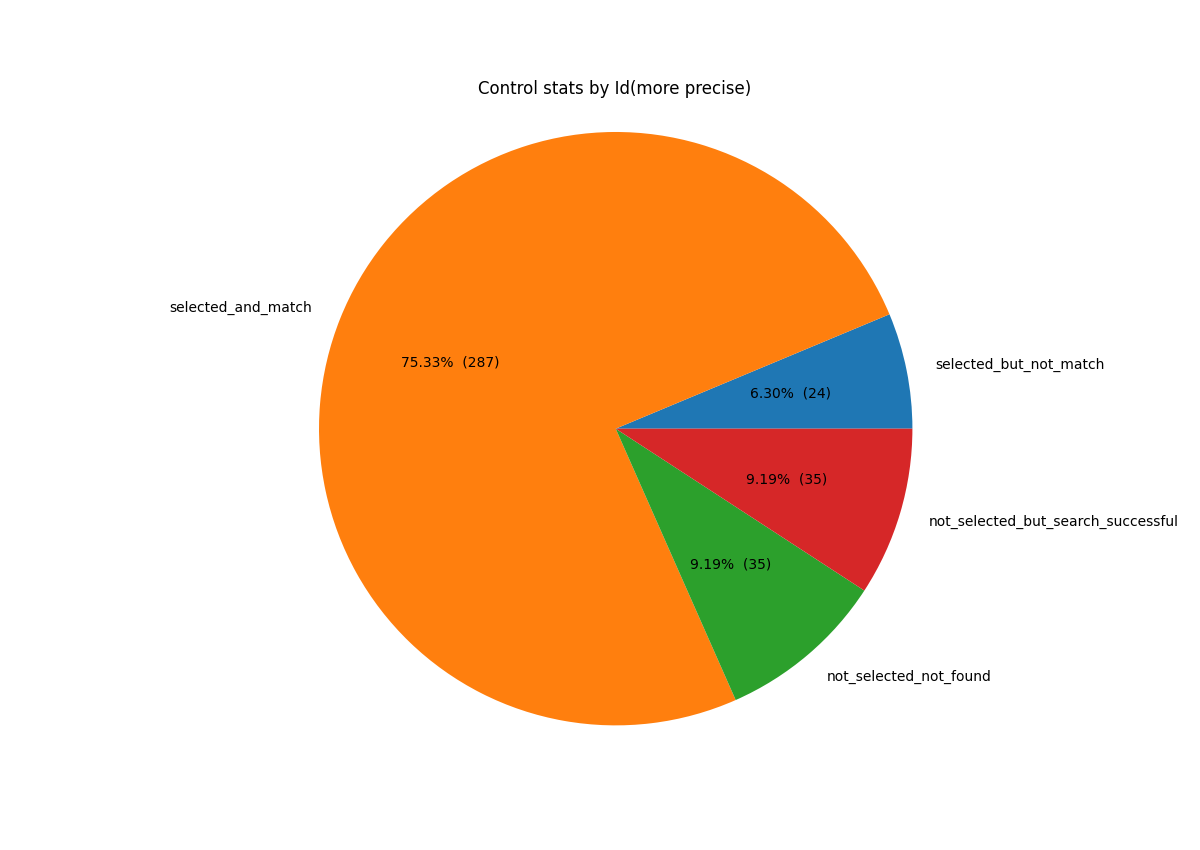 Control stats by Id(more precise)
selected_and_match
75.33%  (287)
selected_but_not_match
6.30%  (24)
9.19%  (35)
not_selected_but_search_successful
9.19%  (35)
not_selected_not_found